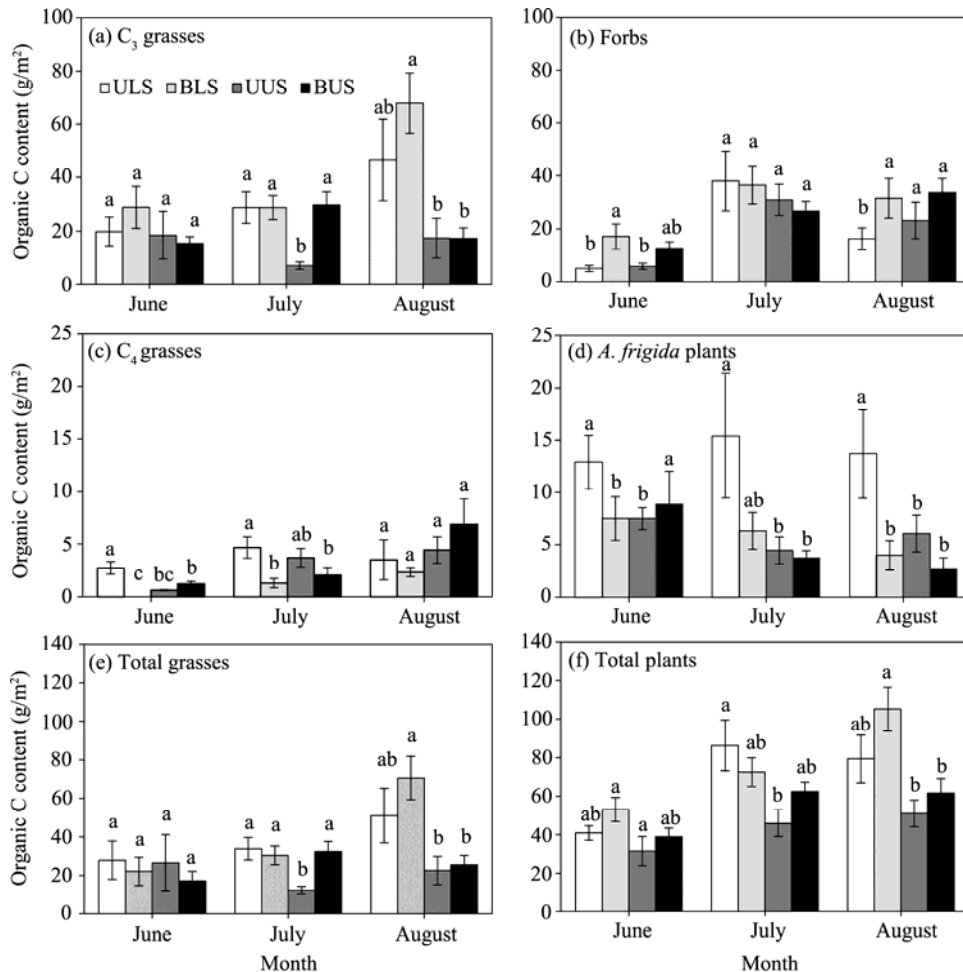 (a) C₃ grasses
ULS BLS UUS BUS
Organic C content (g/m²)
100
80
60
40
20
0
a a a a
a a b a
ab a b b
June July August
(b) Forbs
100
80
60
40
20
0
b a b ab
a a a a
b a a a
June July August
(c) C₄ grasses
Organic C content (g/m²)
25
20
15
10
5
0
a c bc b
a b ab b
a a a a
June July August
(d) A. frigida plants
25
20
15
10
5
0
a b b a
a ab b b
a b b b
June July August
(e) Total grasses
Organic C content (g/m²)
140
120
100
80
60
40
20
0
a a a a
a a b a
ab a b b
June July August
Month
(f) Total plants
140
120
100
80
60
40
20
0
ab a a ab
a ab b ab
ab a b b
June July August
Month